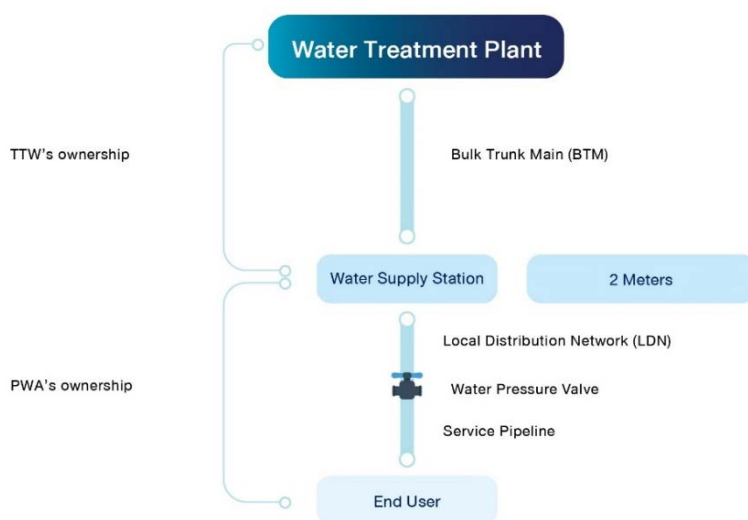 Water Treatment Plant
TTW's ownership
Bulk Trunk Main (BTM)
Water Supply Station
2 Meters
Local Distribution Network (LDN)
PWA's ownership
Water Pressure Valve
Service Pipeline
End User